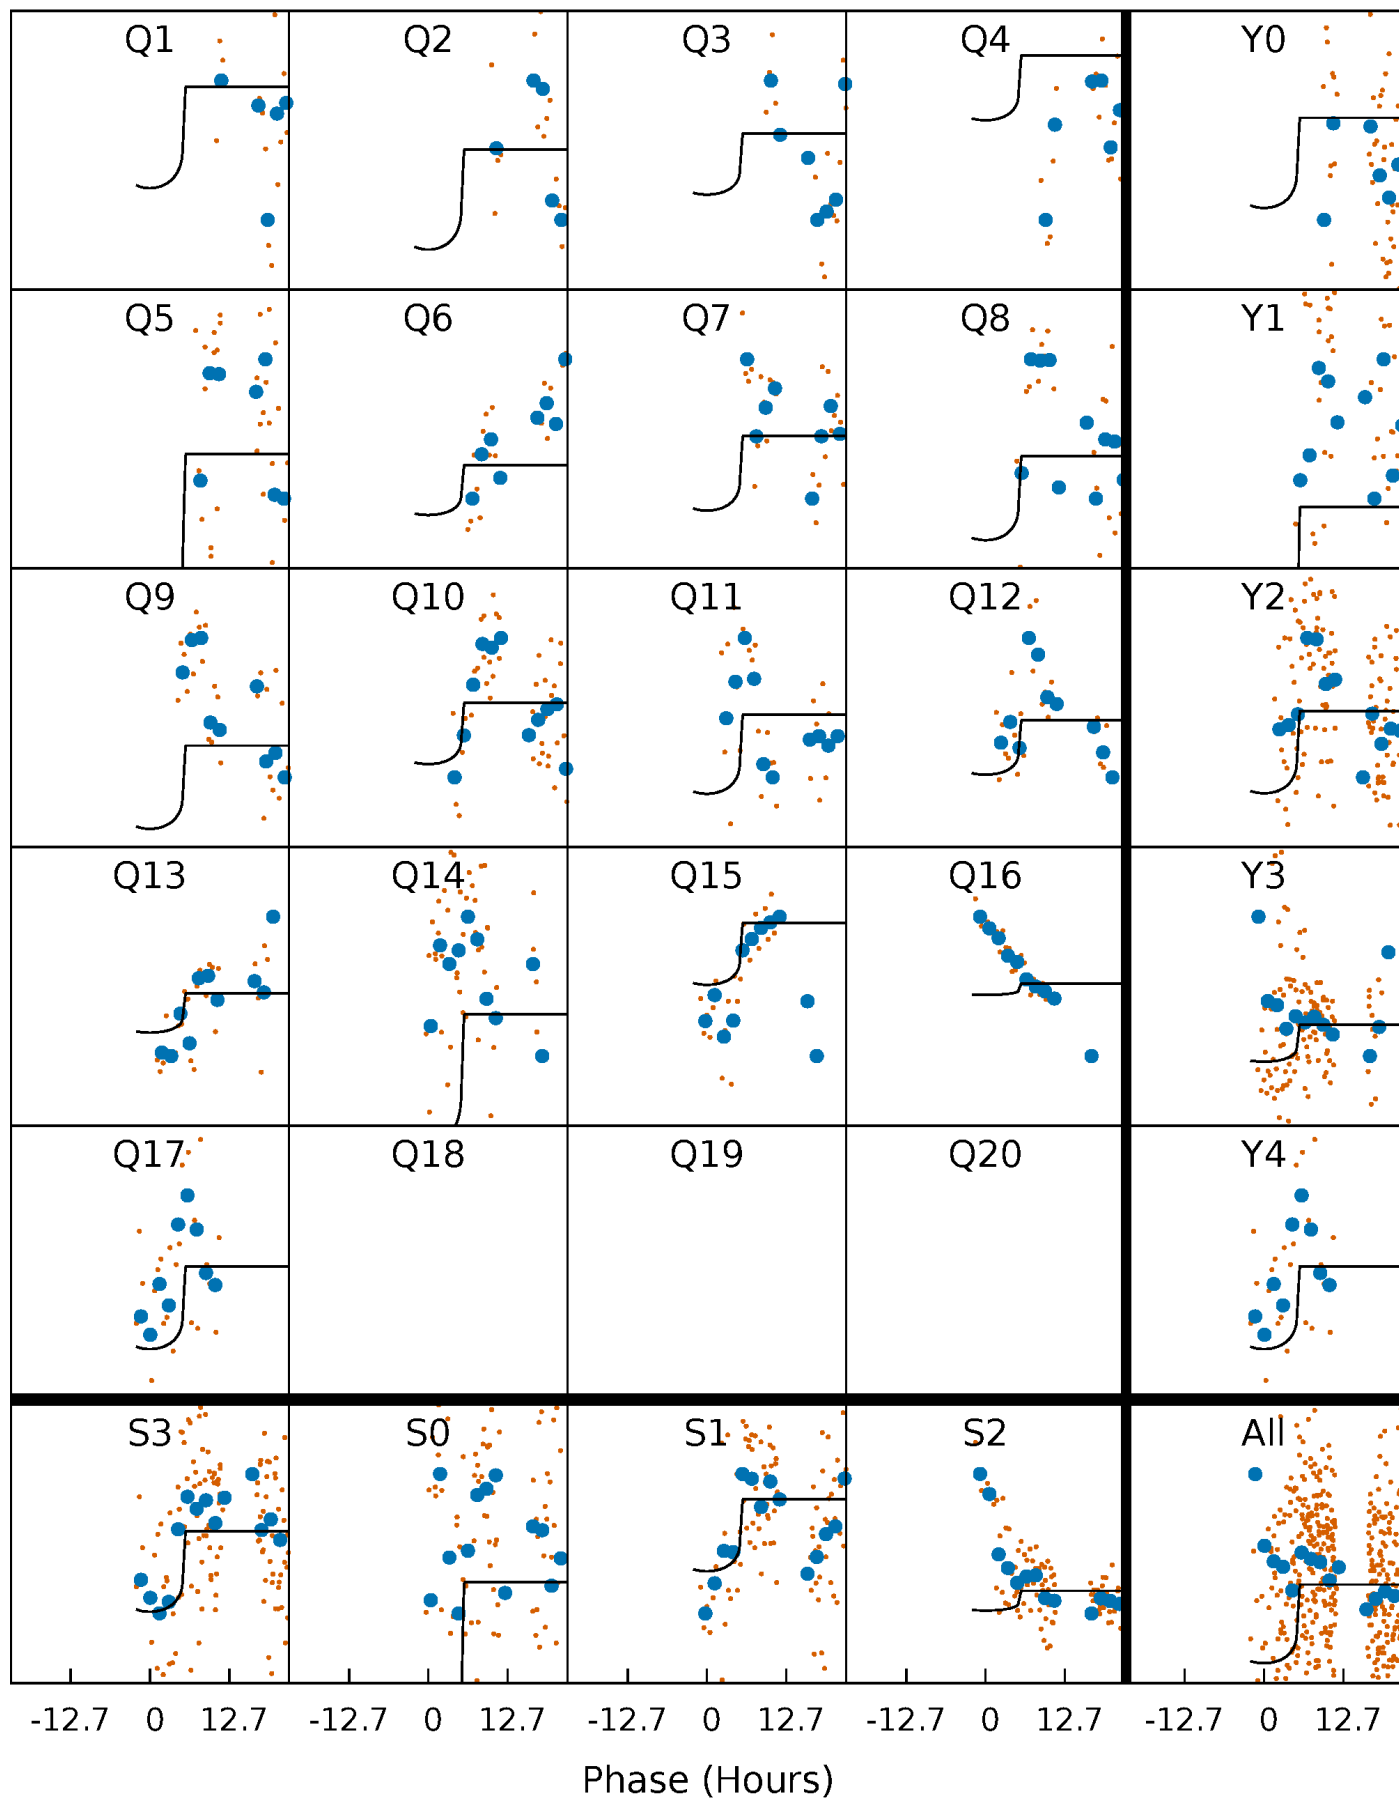 Q1 Q2 Q3 Q4 Y0
Q5 Q6 Q7 Q8 Y1
Q9 Q10 Q11 Q12 Y2
Q13 Q14 Q15 Q16 Y3
Q17 Q18 Q19 Q20 Y4
S3 S0 S1 S2 All
-12.7 0 12.7 -12.7 0 12.7 -12.7 0 12.7 -12.7 0 12.7 -12.7 0 12.7
Phase (Hours)